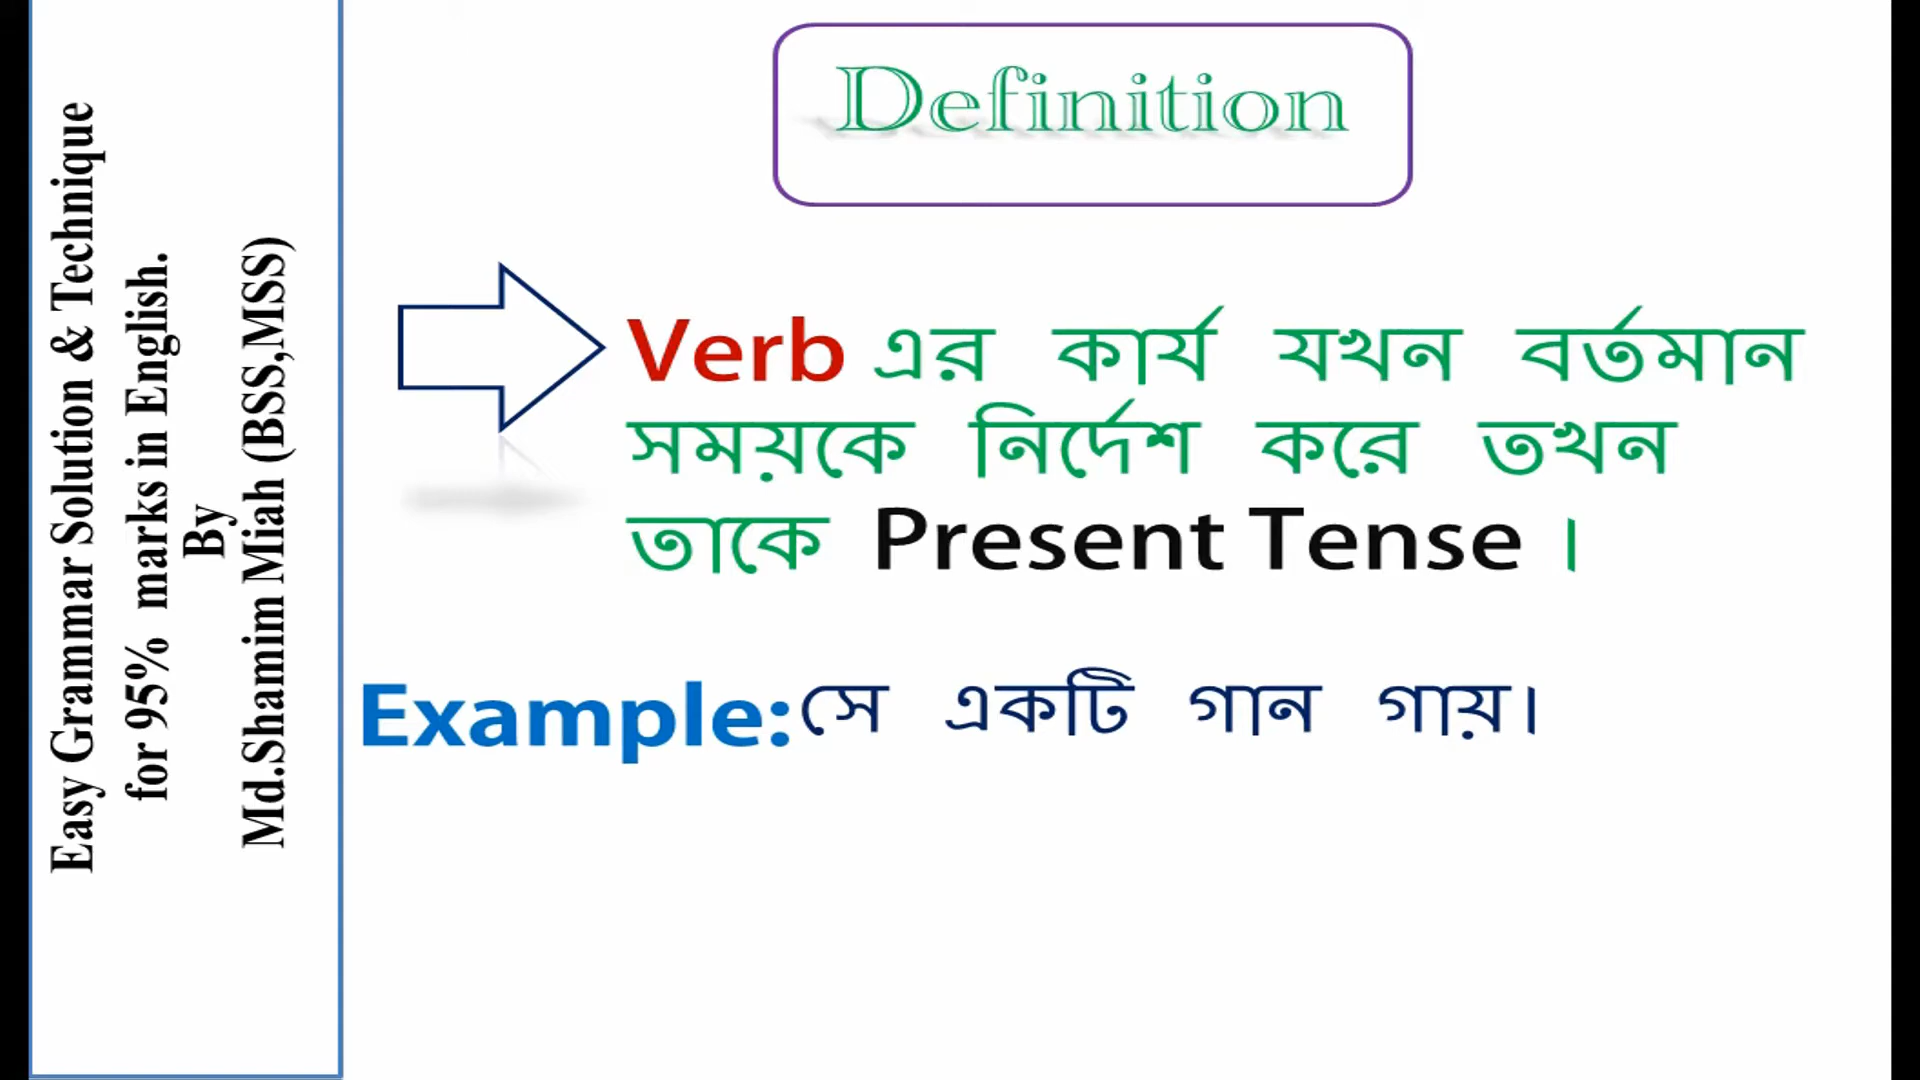 Easy Grammar Solution & Technique
for 95% marks in English.
By
Md.Shamim Miah (BSS,MSS)
Definition
Verb এর কার্য যখন বর্তমান
সময়কে নির্দেশ করে তখন
তাকে Present Tense ।
Example:সে একটি গান গায়।